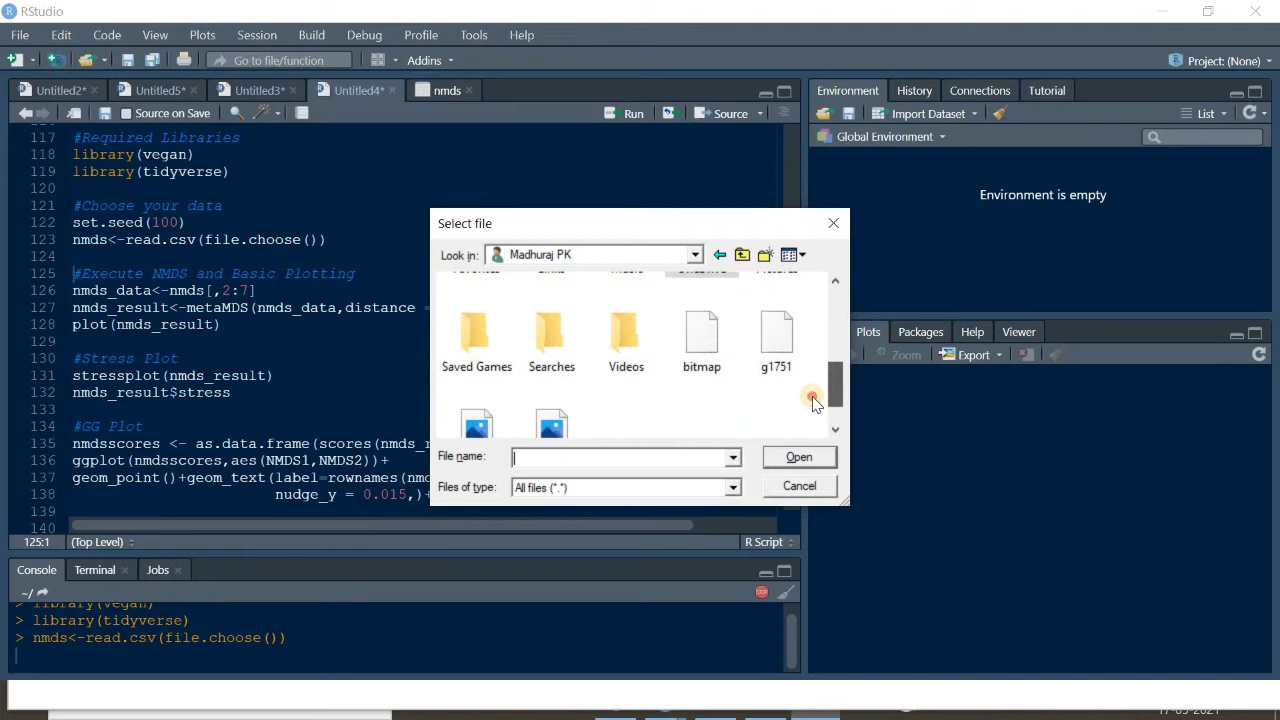 RStudio
File Edit Code View Plots Session Build Debug Profile Tools Help
Go to file/function Addins Project: (None)
Untitled2* Untitled5* Untitled3* Untitled4* nmds
Source on Save Run Source
117 #Required Libraries
118 library(vegan)
119 library(tidyverse)
120
121 #Choose your data
122 set.seed(100)
123 nmds<-read.csv(file.choose())
124
125 #Execute NMDS and Basic Plotting
126 nmds_data<-nmds[,2:7]
127 nmds_result<-metaMDS(nmds_data,distance =
128 plot(nmds_result)
129
130 #Stress Plot
131 stressplot(nmds_result)
132 nmds_result$stress
133
134 #GG Plot
135 nmdsscores <- as.data.frame(scores(nmds_r
136 ggplot(nmdsscores,aes(NMDS1,NMDS2))+
137 geom_point()+geom_text(label=rownames(nmd
138 nudge_y = 0.015,)+
139
140
125:1 (Top Level) R Script
Console Terminal Jobs
~/
> library(vegan)
> library(tidyverse)
> nmds<-read.csv(file.choose())
Environment History Connections Tutorial
Import Dataset List
Global Environment
Environment is empty
Plots Packages Help Viewer
Zoom Export
Select file
Look in: Madhuraj PK
Saved Games Searches Videos bitmap g1751
File name: Open
Files of type: All files (*.*) Cancel
17-05-2021